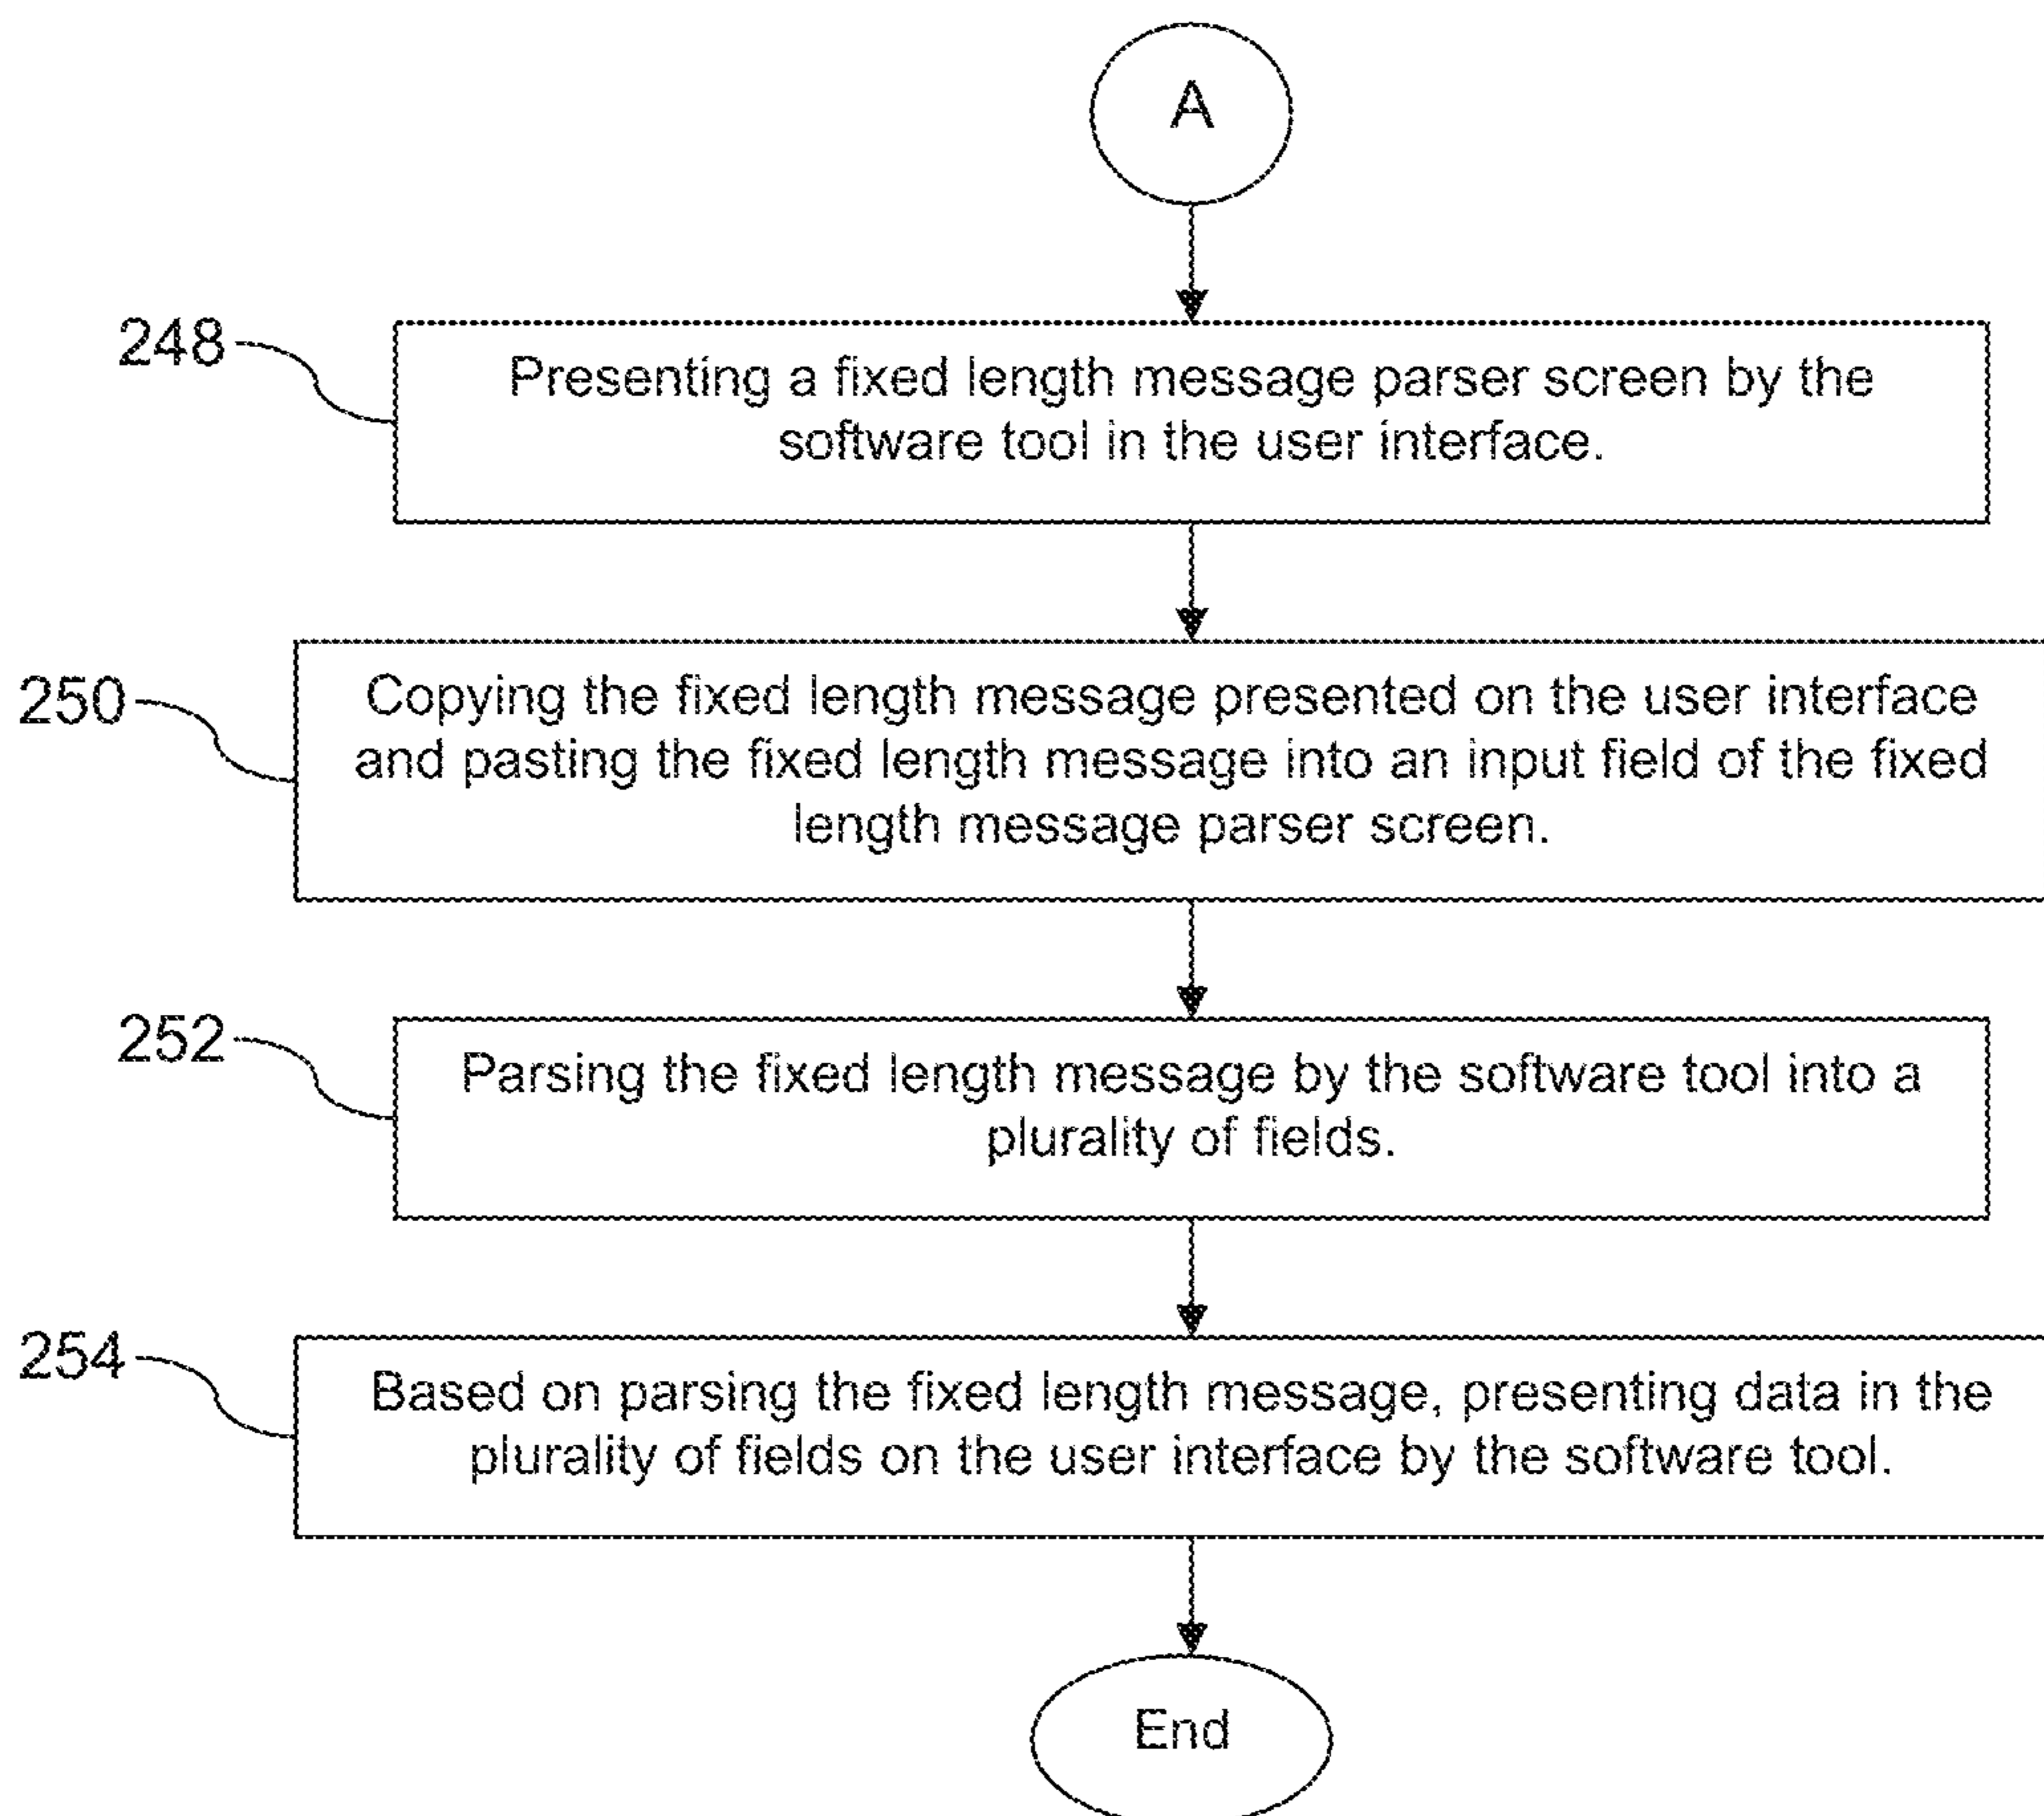 A
248
Presenting a fixed length message parser screen by the
software tool in the user interface.
250
Copying the fixed length message presented on the user interface
and pasting the fixed length message into an input field of the fixed
length message parser screen.
252
Parsing the fixed length message by the software tool into a
plurality of fields.
254
Based on parsing the fixed length message, presenting data in the
plurality of fields on the user interface by the software tool.
End